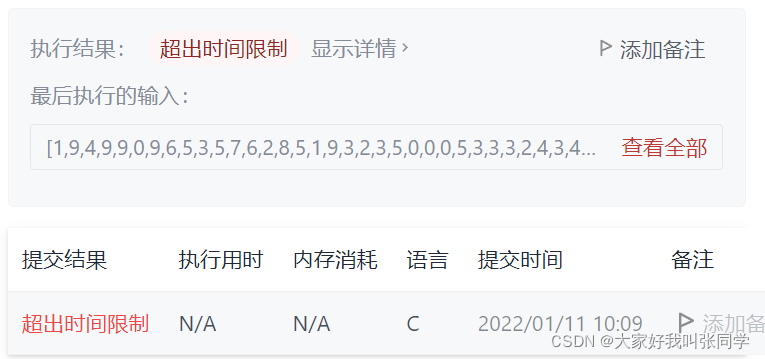 执行结果： 超出时间限制 显示详情 > 添加备注
最后执行的输入：
[1,9,4,9,9,0,9,6,5,3,5,7,6,2,8,5,1,9,3,2,3,5,0,0,0,5,3,3,3,2,4,3,4... 查看全部
提交结果 执行用时 内存消耗 语言 提交时间 备注
超出时间限制 N/A N/A C 2022/01/11 10:09 添加备
CSDN @大家好我叫张同学